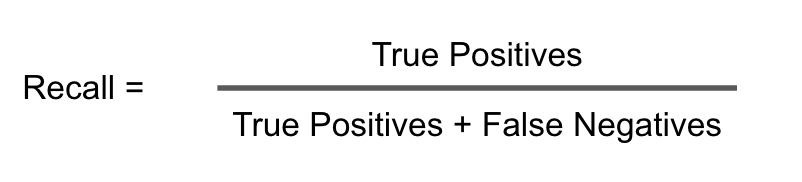 True Positives
Recall =
True Positives + False Negatives